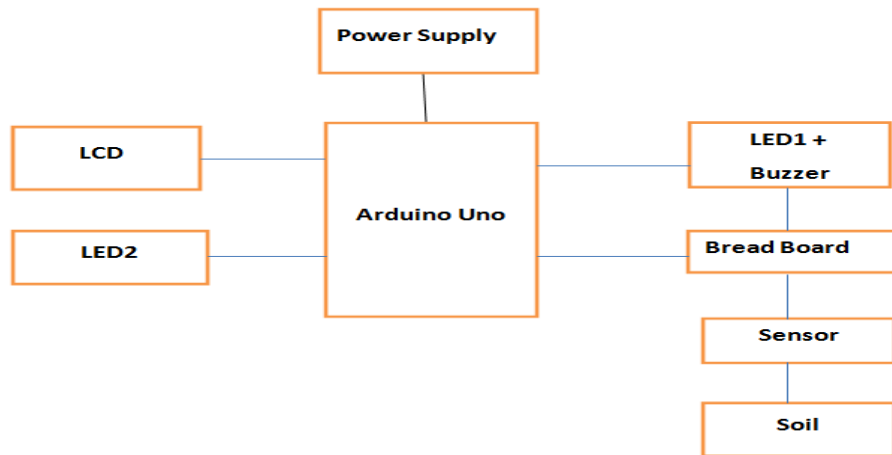 Power Supply
LCD
LED1 +
Buzzer
Arduino Uno
LED2
Bread Board
Sensor
Soil